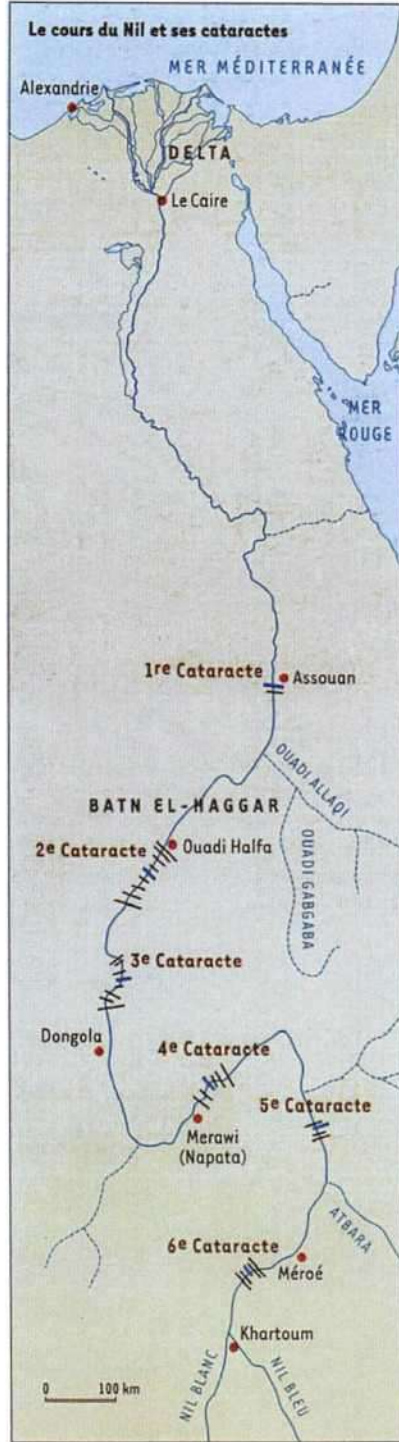 Le cours du Nil et ses cataractes
MER MÉDITERRANÉE
Alexandrie
DELTA
Le Caire
MER
ROUGE
1re Cataracte
Assouan
OUADI ALLAQI
BATN EL-HAGGAR
OUADI GABGABA
2e Cataracte
Ouadi Halfa
3e Cataracte
Dongola
4e Cataracte
5e Cataracte
Merawi
(Napata)
ATBARA
6e Cataracte
Méroé
Khartoum
NIL BLANC
NIL BLEU
0 100 km